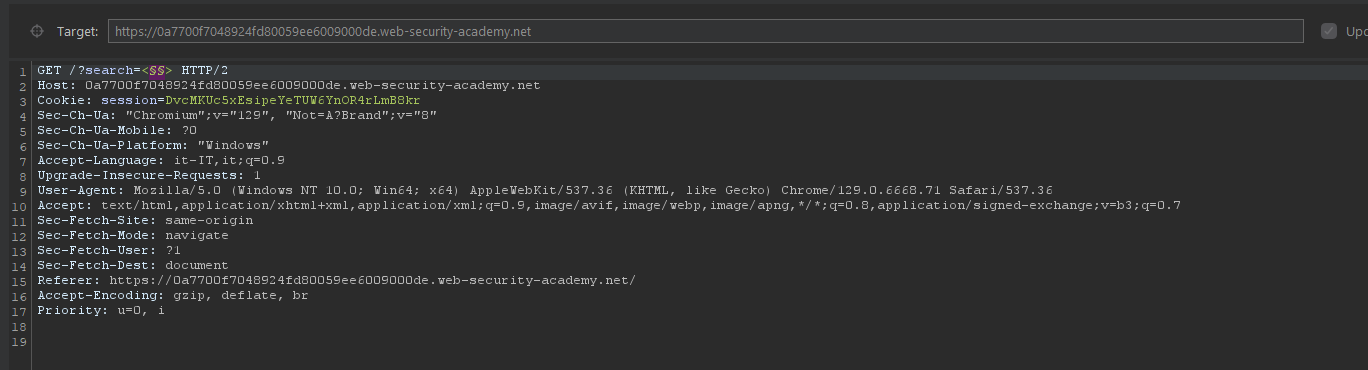 Target: https://0a7700f7048924fd80059ee6009000de.web-security-academy.net Upd
1 GET /?search=<§§> HTTP/2
2 Host: 0a7700f7048924fd80059ee6009000de.web-security-academy.net
3 Cookie: session=DvcMKUc5xEsipeYeTUW6YnOR4rLmB8kr
4 Sec-Ch-Ua: "Chromium";v="129", "Not=A?Brand";v="8"
5 Sec-Ch-Ua-Mobile: ?0
6 Sec-Ch-Ua-Platform: "Windows"
7 Accept-Language: it-IT,it;q=0.9
8 Upgrade-Insecure-Requests: 1
9 User-Agent: Mozilla/5.0 (Windows NT 10.0; Win64; x64) AppleWebKit/537.36 (KHTML, like Gecko) Chrome/129.0.6668.71 Safari/537.36
10 Accept: text/html,application/xhtml+xml,application/xml;q=0.9,image/avif,image/webp,image/apng,*/*;q=0.8,application/signed-exchange;v=b3;q=0.7
11 Sec-Fetch-Site: same-origin
12 Sec-Fetch-Mode: navigate
13 Sec-Fetch-User: ?1
14 Sec-Fetch-Dest: document
15 Referer: https://0a7700f7048924fd80059ee6009000de.web-security-academy.net/
16 Accept-Encoding: gzip, deflate, br
17 Priority: u=0, i
18
19